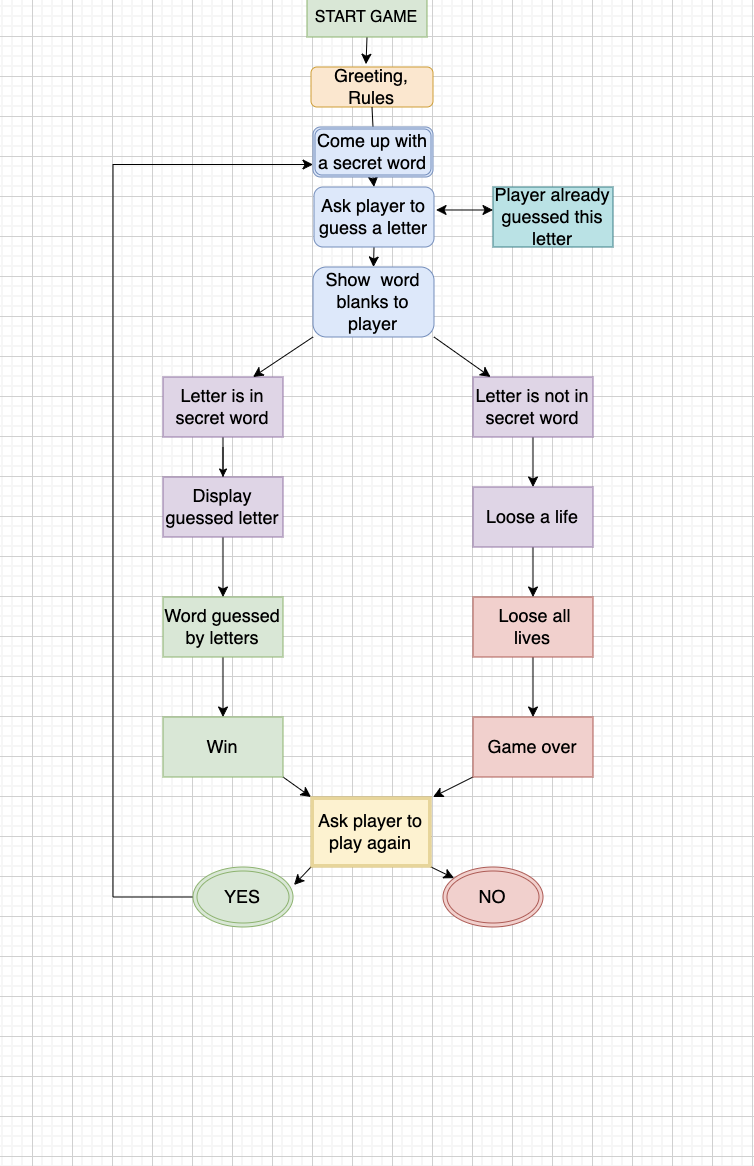 START GAME
Greeting,
Rules
Come up with
a secret word
Ask player to
guess a letter
Player already
guessed this
letter
Show word
blanks to
player
Letter is in
secret word
Letter is not in
secret word
Display
guessed letter
Loose a life
Word guessed
by letters
Loose all
lives
Win
Game over
Ask player to
play again
YES
NO